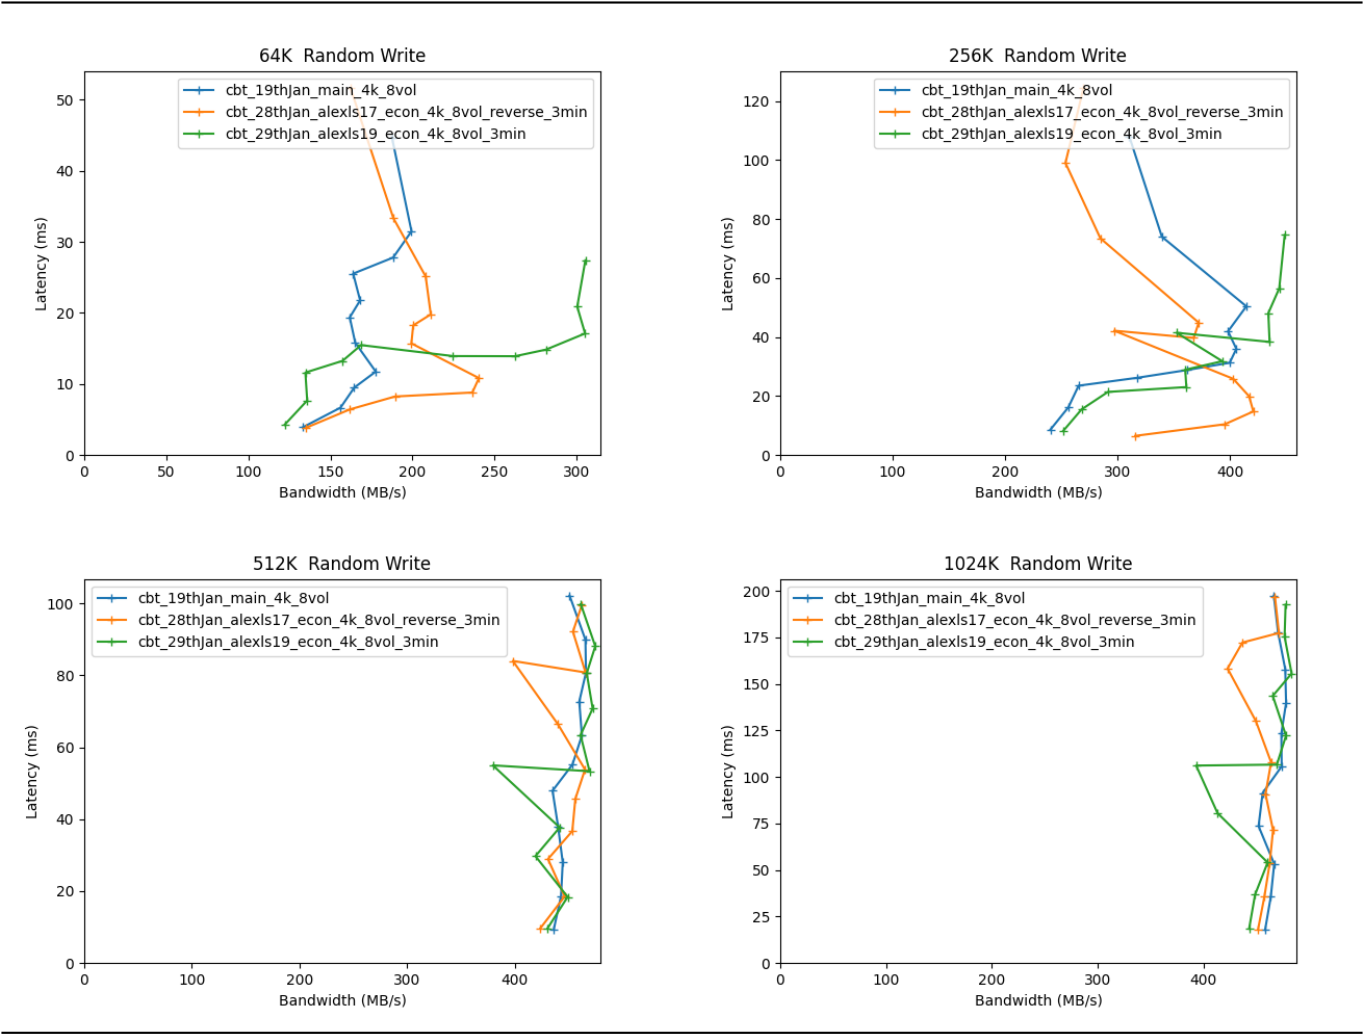 64K  Random Write
cbt_19thJan_main_4k_8vol
cbt_28thJan_alexls17_econ_4k_8vol_reverse_3min
cbt_29thJan_alexls19_econ_4k_8vol_3min
50
40
30
20
10
0
Latency (ms)
0 50 100 150 200 250 300
Bandwidth (MB/s)
256K  Random Write
cbt_19thJan_main_4k_8vol
cbt_28thJan_alexls17_econ_4k_8vol_reverse_3min
cbt_29thJan_alexls19_econ_4k_8vol_3min
120
100
80
60
40
20
0
Latency (ms)
0 100 200 300 400
Bandwidth (MB/s)
512K  Random Write
cbt_19thJan_main_4k_8vol
cbt_28thJan_alexls17_econ_4k_8vol_reverse_3min
cbt_29thJan_alexls19_econ_4k_8vol_3min
100
80
60
40
20
0
Latency (ms)
0 100 200 300 400
Bandwidth (MB/s)
1024K  Random Write
cbt_19thJan_main_4k_8vol
cbt_28thJan_alexls17_econ_4k_8vol_reverse_3min
cbt_29thJan_alexls19_econ_4k_8vol_3min
200
175
150
125
100
75
50
25
0
Latency (ms)
0 100 200 300 400
Bandwidth (MB/s)